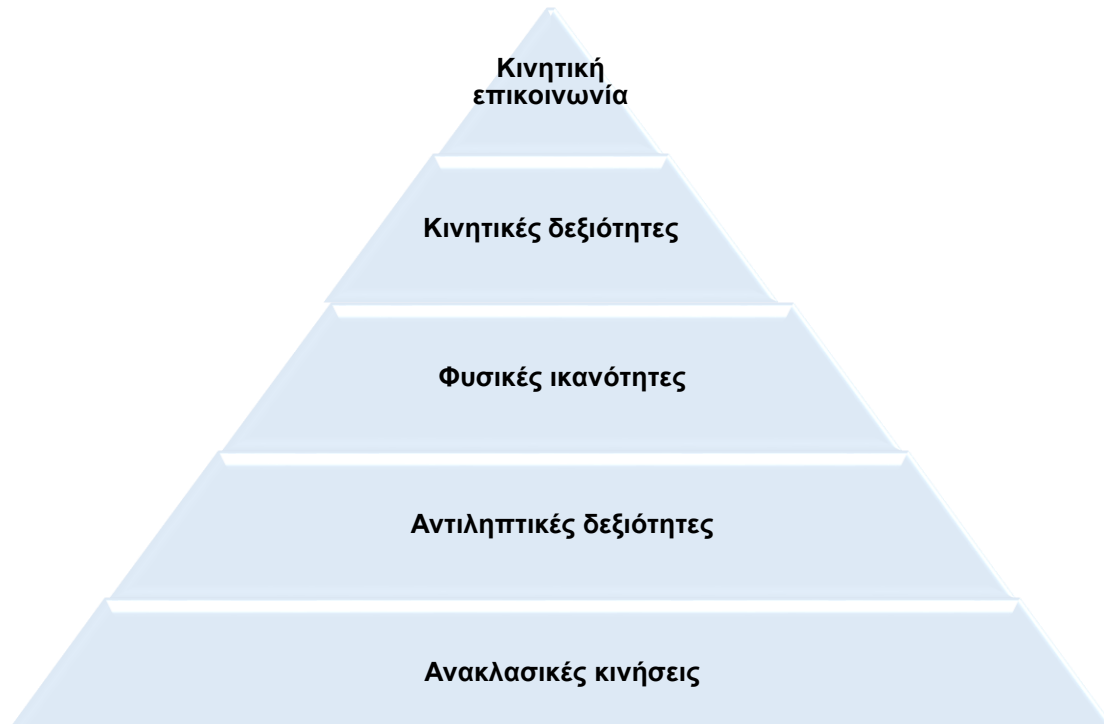 Κινητική
επικοινωνία
Κινητικές δεξιότητες
Φυσικές ικανότητες
Αντιληπτικές δεξιότητες
Ανακλασικές κινήσεις